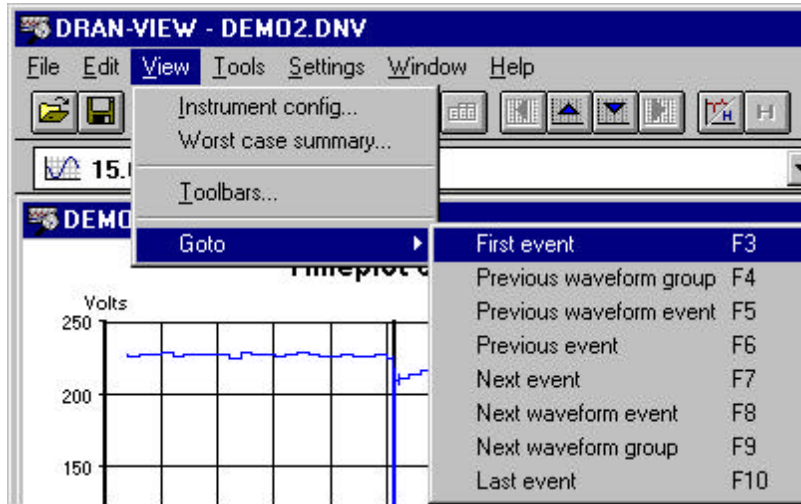 DRAN-VIEW - DEMO2.DNV
File Edit View Tools Settings Window Help
Instrument config...
Worst case summary...
15.
Toolbars...
DEMO
Goto
First event F3
Previous waveform group F4
Previous waveform event F5
Previous event F6
Next event F7
Next waveform event F8
Next waveform group F9
Last event F10
Timeplot
Volts
250
200
150
H
H